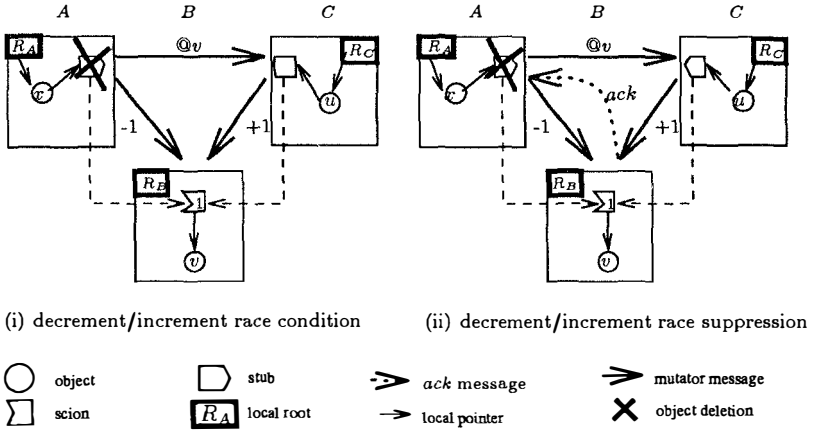 A B C A B C
R_A @v R_C R_A @v R_C
x u x ack u
-1 +1 -1 +1
R_B R_B
1 1
v v
(i) decrement/increment race condition (ii) decrement/increment race suppression
object stub ack message mutator message
scion R_A local root local pointer object deletion